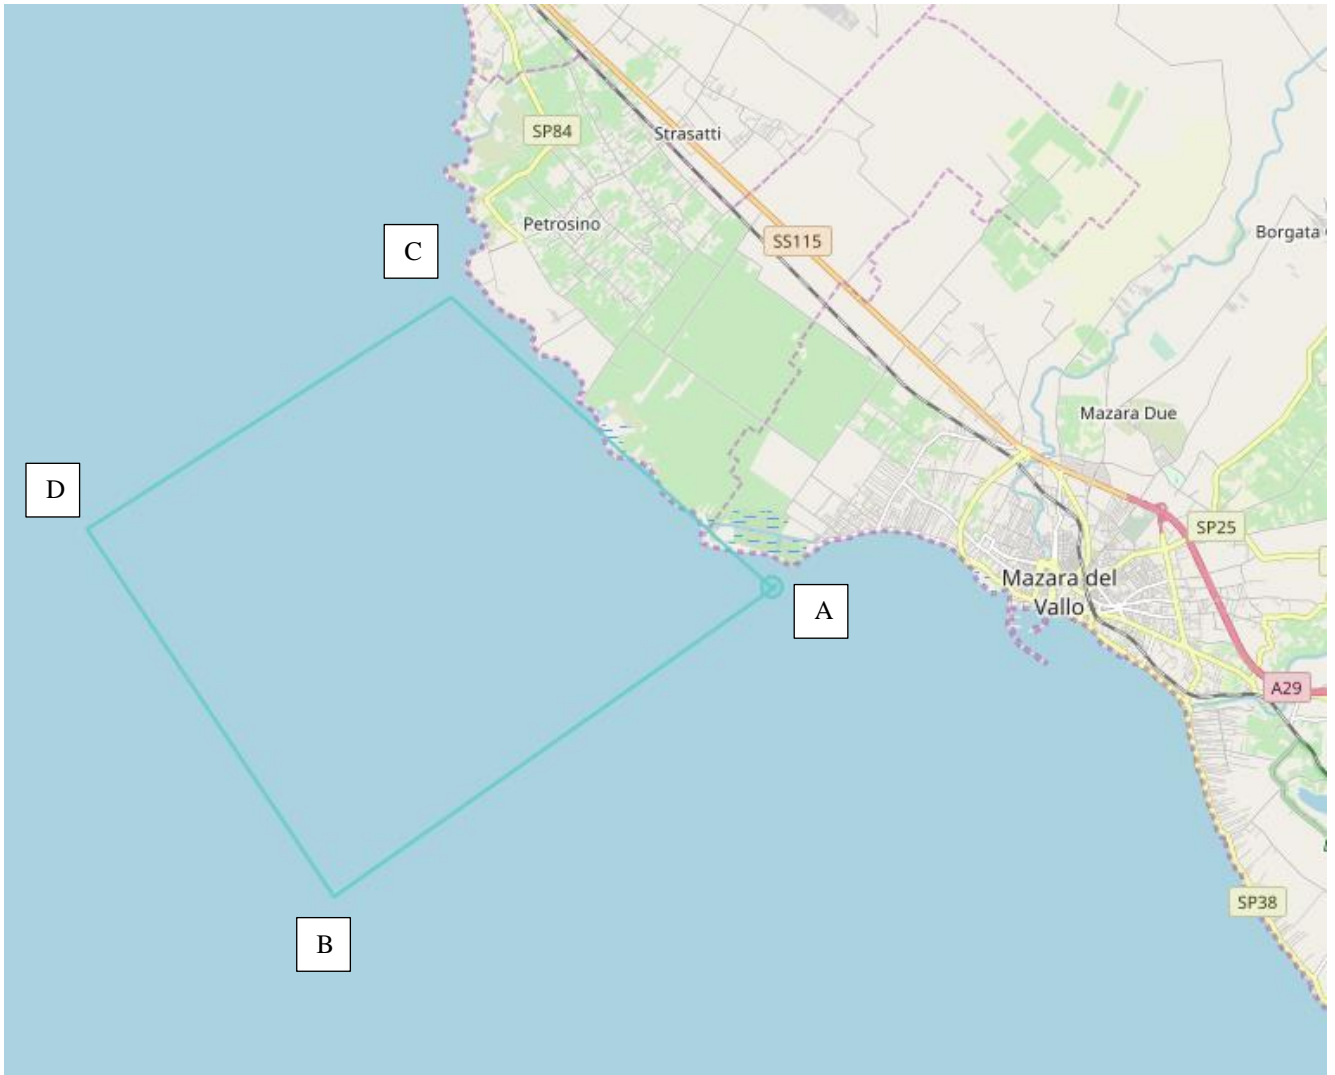 SP84
Strasatti
Petrosino
Borgata
C
SS115
Mazara Due
D
SP25
Mazara del
Vallo
A
A29
SP38
B